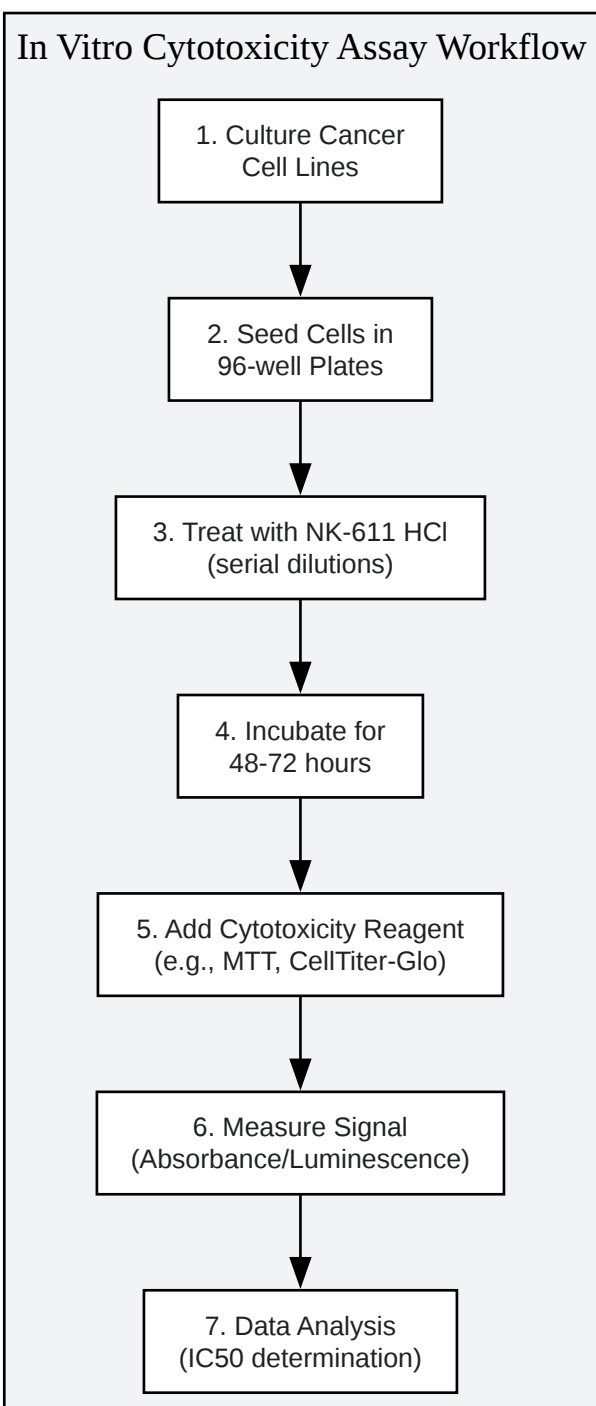 In Vitro Cytotoxicity Assay Workflow
1. Culture Cancer
Cell Lines
2. Seed Cells in
96-well Plates
3. Treat with NK-611 HCl
(serial dilutions)
4. Incubate for
48-72 hours
5. Add Cytotoxicity Reagent
(e.g., MTT, CellTiter-Glo)
6. Measure Signal
(Absorbance/Luminescence)
7. Data Analysis
(IC50 determination)